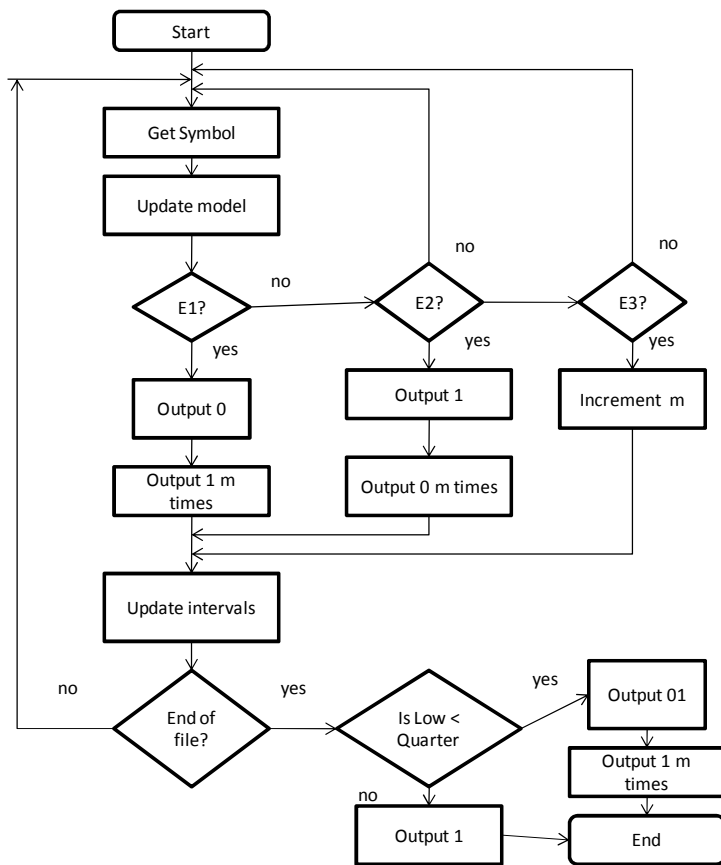 Start
Get Symbol
Update model
no
no
no
E1?
E2?
E3?
yes
yes
yes
Output 0
Output 1
Increment m
Output 1 m
times
Output 0 m times
Update intervals
no
yes
yes
End of
file?
Is Low <
Quarter
Output 01
Output 1 m
times
no
Output 1
End